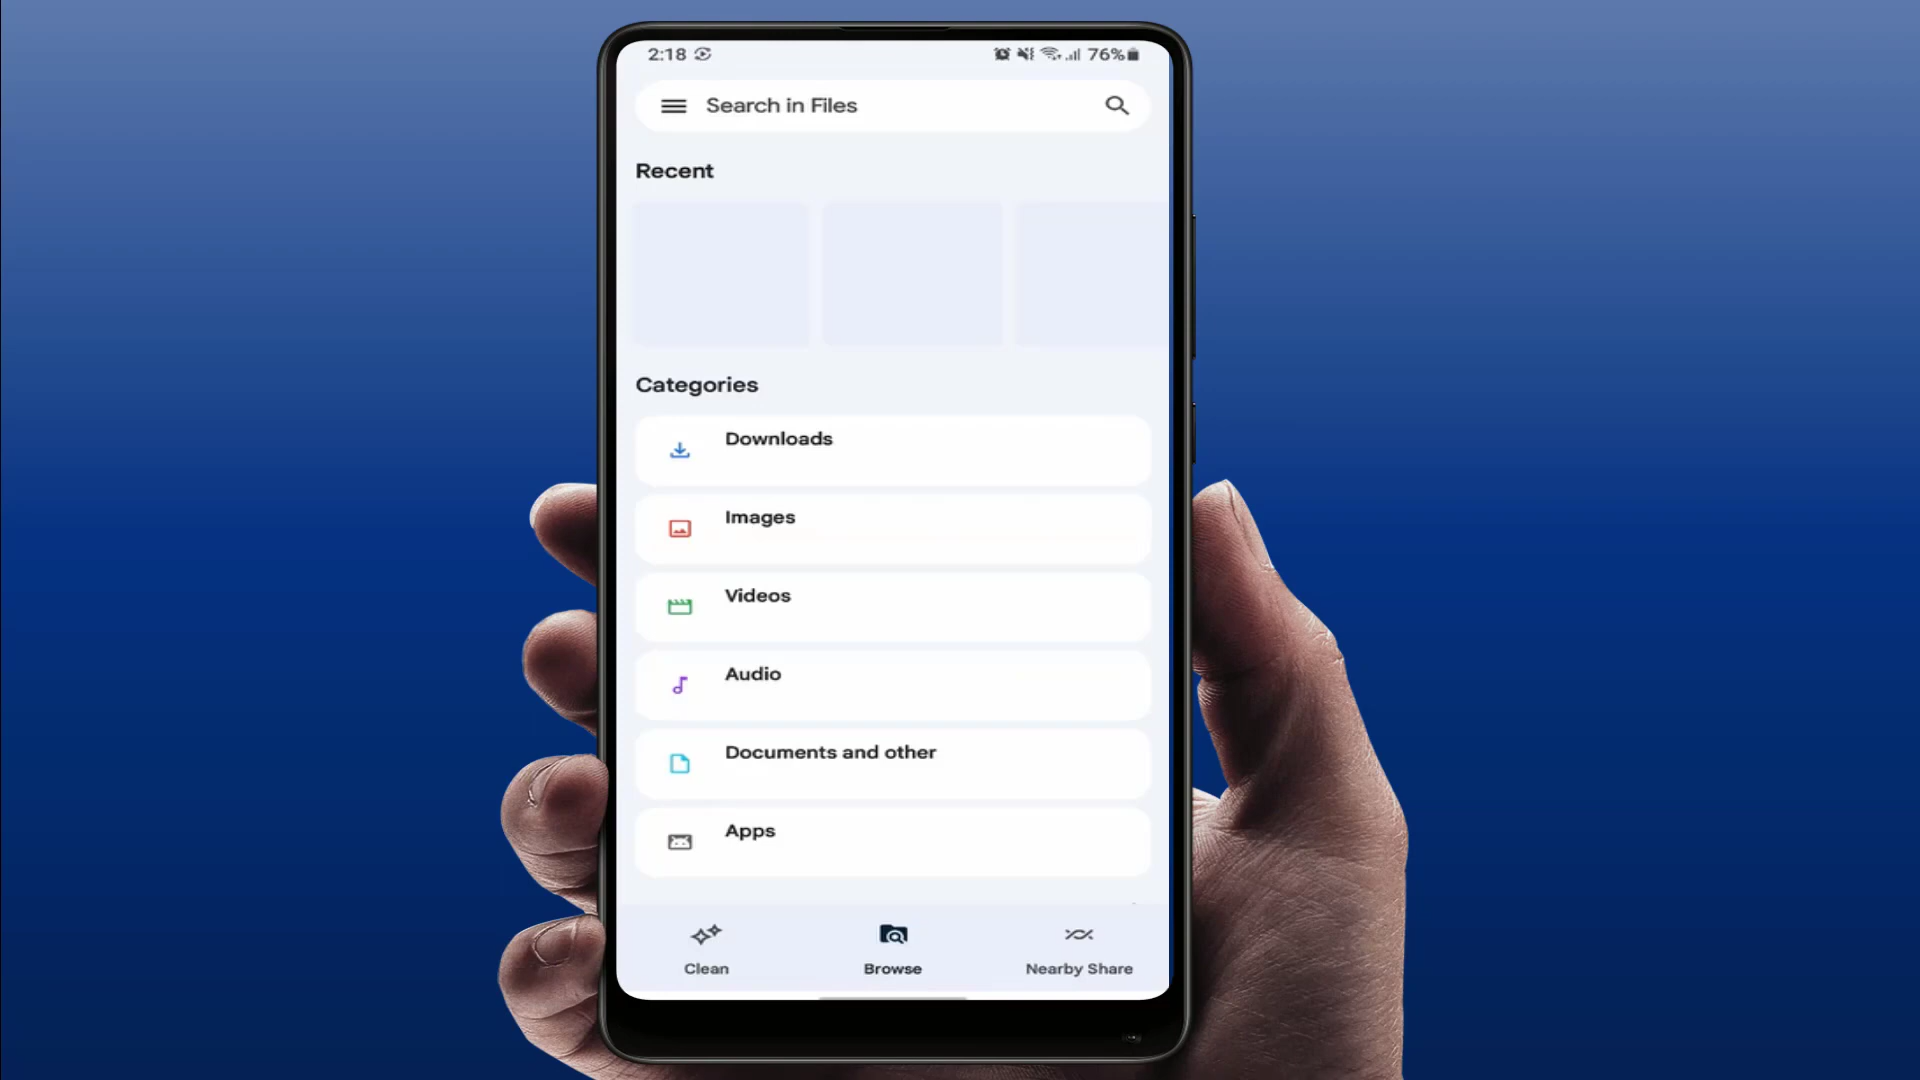 2:18 76%
Search in Files
Recent
Categories
Downloads
Images
Videos
Audio
Documents and other
Apps
Clean Browse Nearby Share